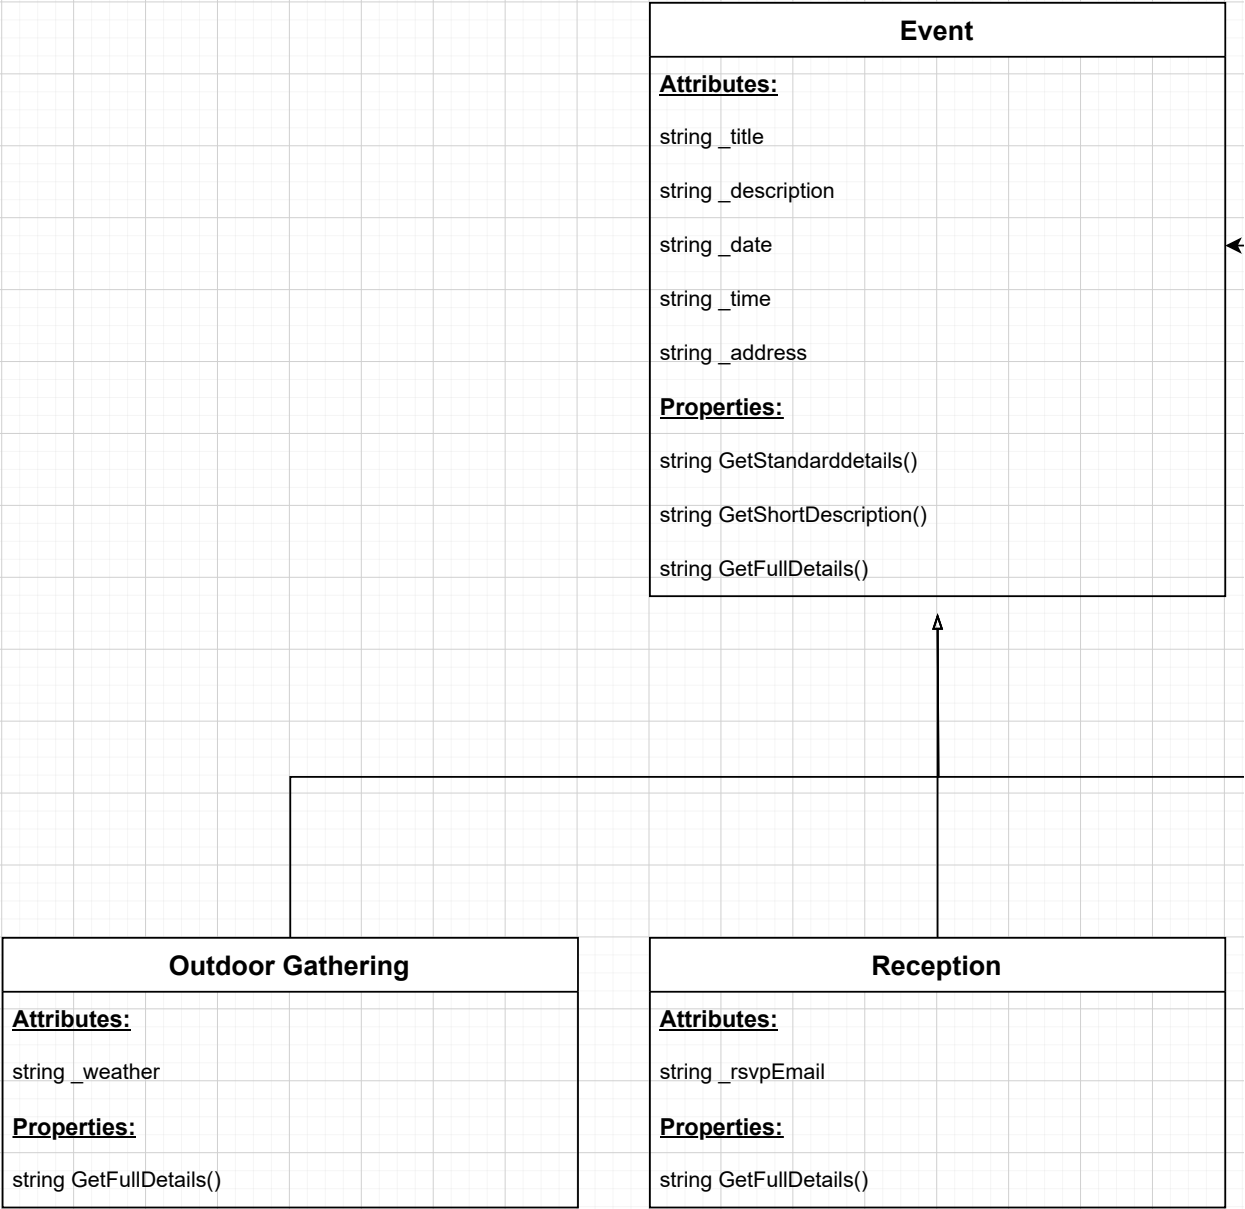 Event
Attributes:
string _title
string _description
string _date
string _time
string _address
Properties:
string GetStandarddetails()
string GetShortDescription()
string GetFullDetails()
Outdoor Gathering
Attributes:
string _weather
Properties:
string GetFullDetails()
Reception
Attributes:
string _rsvpEmail
Properties:
string GetFullDetails()